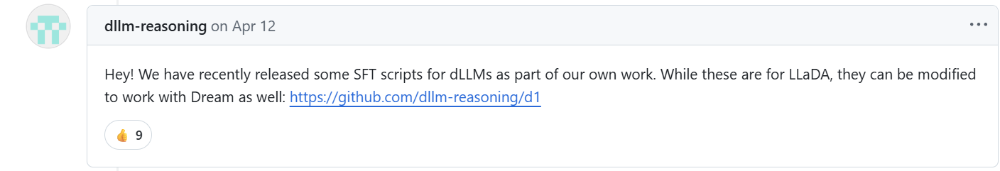 dllm-reasoning on Apr 12
Hey! We have recently released some SFT scripts for dLLMs as part of our own work. While these are for LLaDA, they can be modified
to work with Dream as well: https://github.com/dllm-reasoning/d1
👍 9